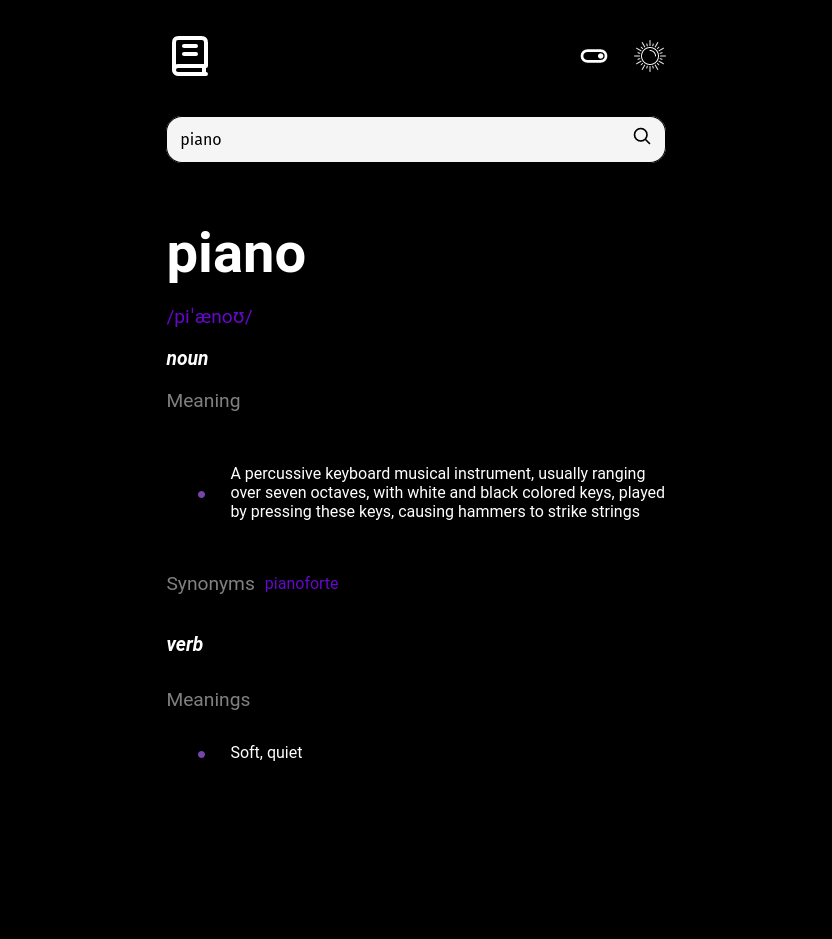 piano
piano
/piˈænoʊ/
noun
Meaning
A percussive keyboard musical instrument, usually ranging
over seven octaves, with white and black colored keys, played
by pressing these keys, causing hammers to strike strings
Synonyms pianoforte
verb
Meanings
Soft, quiet